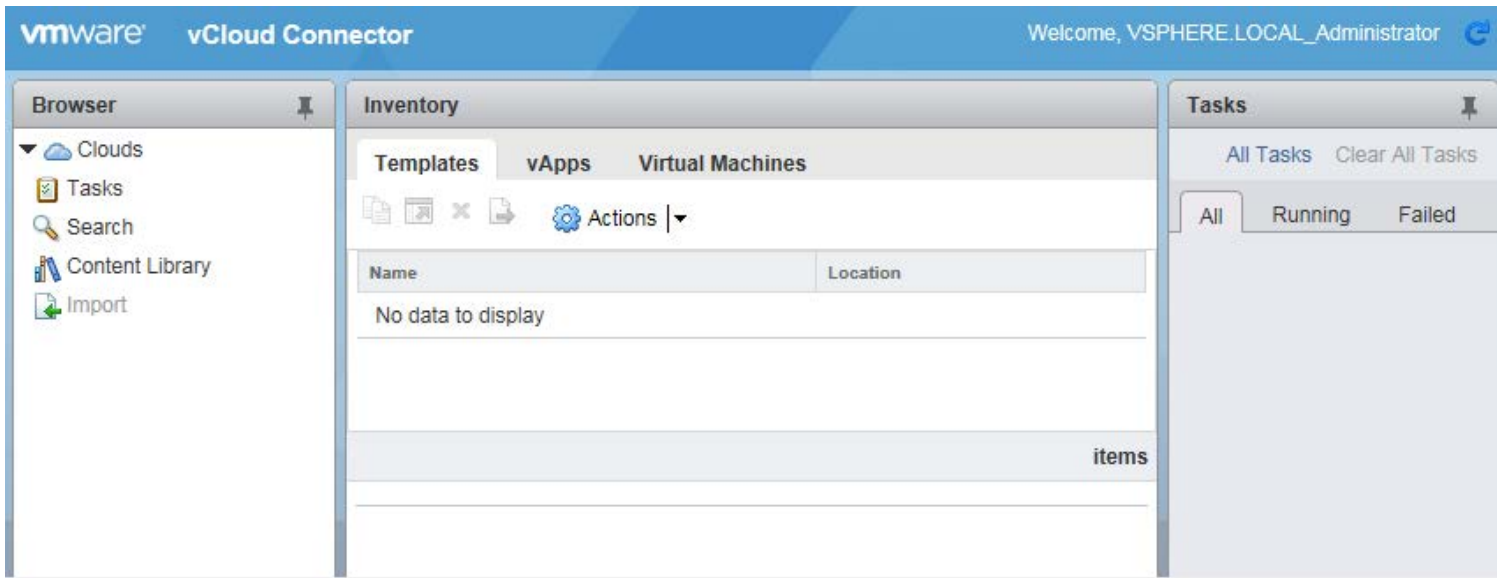 vmware vCloud Connector
Welcome, VSPHERE.LOCAL_Administrator
Browser
Clouds
Tasks
Search
Content Library
Import
Inventory
Templates vApps Virtual Machines
Actions
Name Location
No data to display
items
Tasks
All Tasks Clear All Tasks
All Running Failed